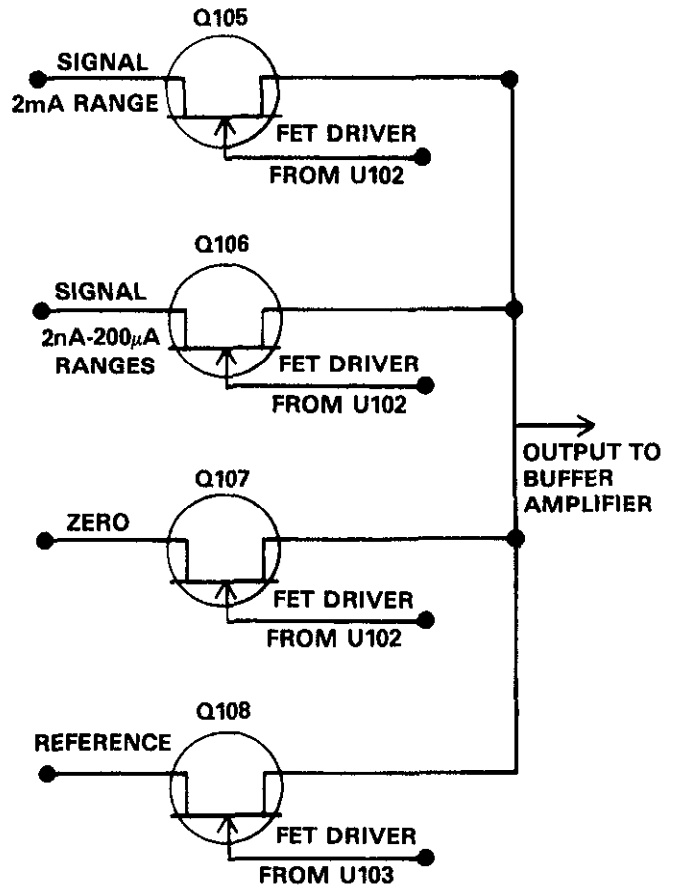 Q105
SIGNAL
2mA RANGE
FET DRIVER
FROM U102
Q106
SIGNAL
2nA-200μA
RANGES
FET DRIVER
FROM U102
OUTPUT TO
BUFFER
AMPLIFIER
Q107
ZERO
FET DRIVER
FROM U102
Q108
REFERENCE
FET DRIVER
FROM U103